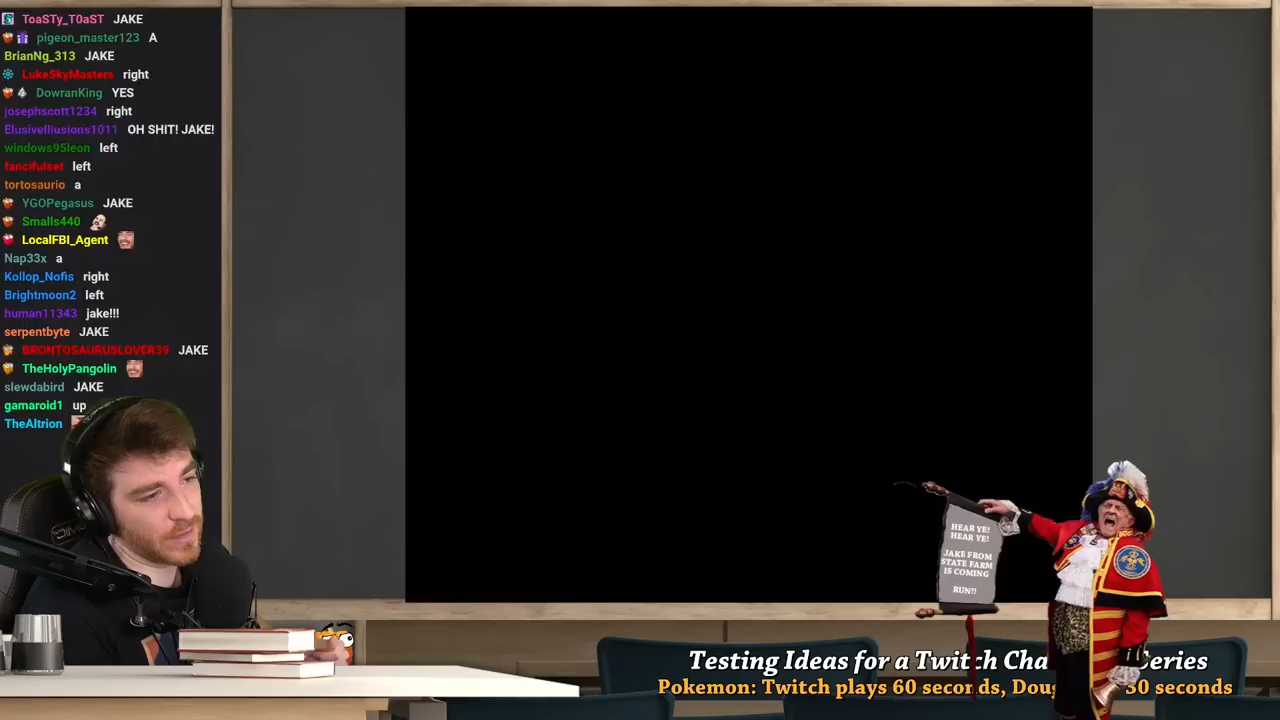 ToaSTy_T0aST JAKE
pigeon_master123 A
BrianNg_313 JAKE
LukeSkyMasters right
DowranKing YES
josephscott1234 right
ElusiveIllusions1011 OH SHIT! JAKE!
windows95leon left
fancifulset left
tortosaurio a
YGOPegasus JAKE
Smalls440
LocalFBI_Agent
Nap33x a
Kollop_Nofis right
Brightmoon2 left
human11343 jake!!!
serpentbyte JAKE
BRONTOSAURUSLOVER39 JAKE
TheHolyPangolin
slewdabird JAKE
gamaroid1 up
TheAltrion
HEAR YE!
HEAR YE!
JAKE FROM
STATE FARM
IS COMING
RUN!!
Testing Ideas for a Twitch Cha eries
Pokemon: Twitch plays 60 seconds, Doug 30 seconds